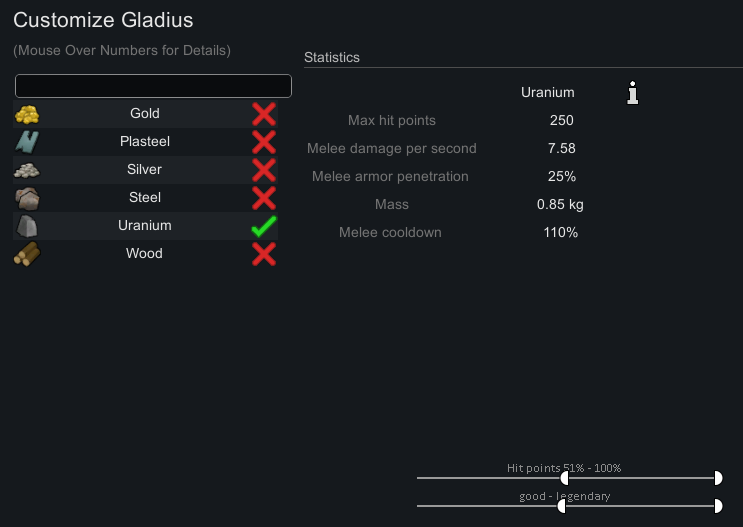 Customize Gladius
(Mouse Over Numbers for Details)
Statistics
Gold
Plasteel
Silver
Steel
Uranium
Wood
Uranium
Max hit points 250
Melee damage per second 7.58
Melee armor penetration 25%
Mass 0.85 kg
Melee cooldown 110%
Hit points 51% - 100%
good - legendary